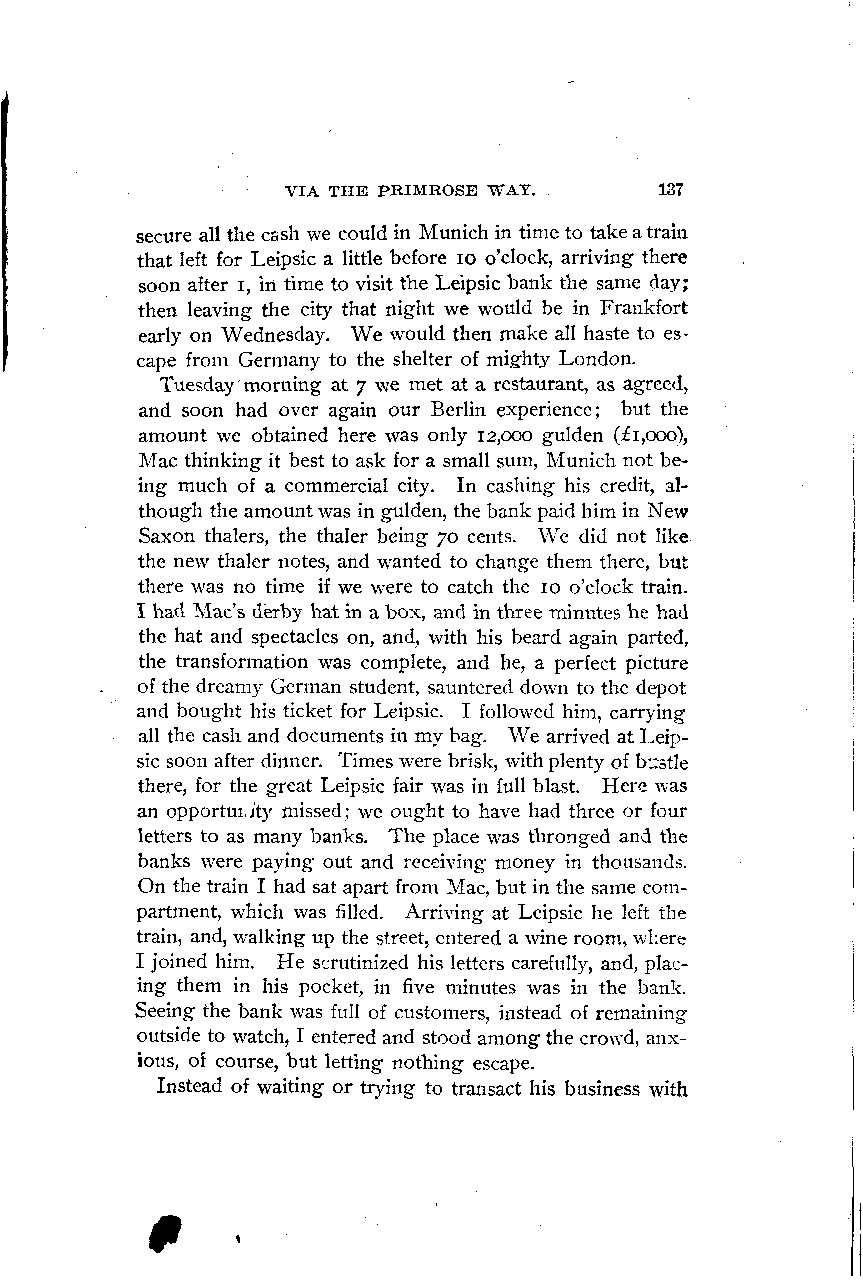 VIA THE PRIMROSE WAY. 137
secure all the cash we could in Munich in time to take a train
that left for Leipsic a little before 10 o'clock, arriving there
soon after 1, in time to visit the Leipsic bank the same day;
then leaving the city that night we would be in Frankfort
early on Wednesday. We would then make all haste to es-
cape from Germany to the shelter of mighty London.
Tuesday morning at 7 we met at a restaurant, as agreed,
and soon had over again our Berlin experience; but the
amount we obtained here was only 12,000 gulden (£1,000),
Mac thinking it best to ask for a small sum, Munich not be-
ing much of a commercial city. In cashing his credit, al-
though the amount was in gulden, the bank paid him in New
Saxon thalers, the thaler being 70 cents. We did not like
the new thaler notes, and wanted to change them there, but
there was no time if we were to catch the 10 o'clock train.
I had Mac's derby hat in a box, and in three minutes he had
the hat and spectacles on, and, with his beard again parted,
the transformation was complete, and he, a perfect picture
of the dreamy German student, sauntered down to the depot
and bought his ticket for Leipsic. I followed him, carrying
all the cash and documents in my bag. We arrived at Leip-
sic soon after dinner. Times were brisk, with plenty of bustle
there, for the great Leipsic fair was in full blast. Here was
an opportunity missed; we ought to have had three or four
letters to as many banks. The place was thronged and the
banks were paying out and receiving money in thousands.
On the train I had sat apart from Mac, but in the same com-
partment, which was filled. Arriving at Leipsic he left the
train, and, walking up the street, entered a wine room, where
I joined him. He scrutinized his letters carefully, and, plac-
ing them in his pocket, in five minutes was in the bank.
Seeing the bank was full of customers, instead of remaining
outside to watch, I entered and stood among the crowd, anx-
ious, of course, but letting nothing escape.
Instead of waiting or trying to transact his business with